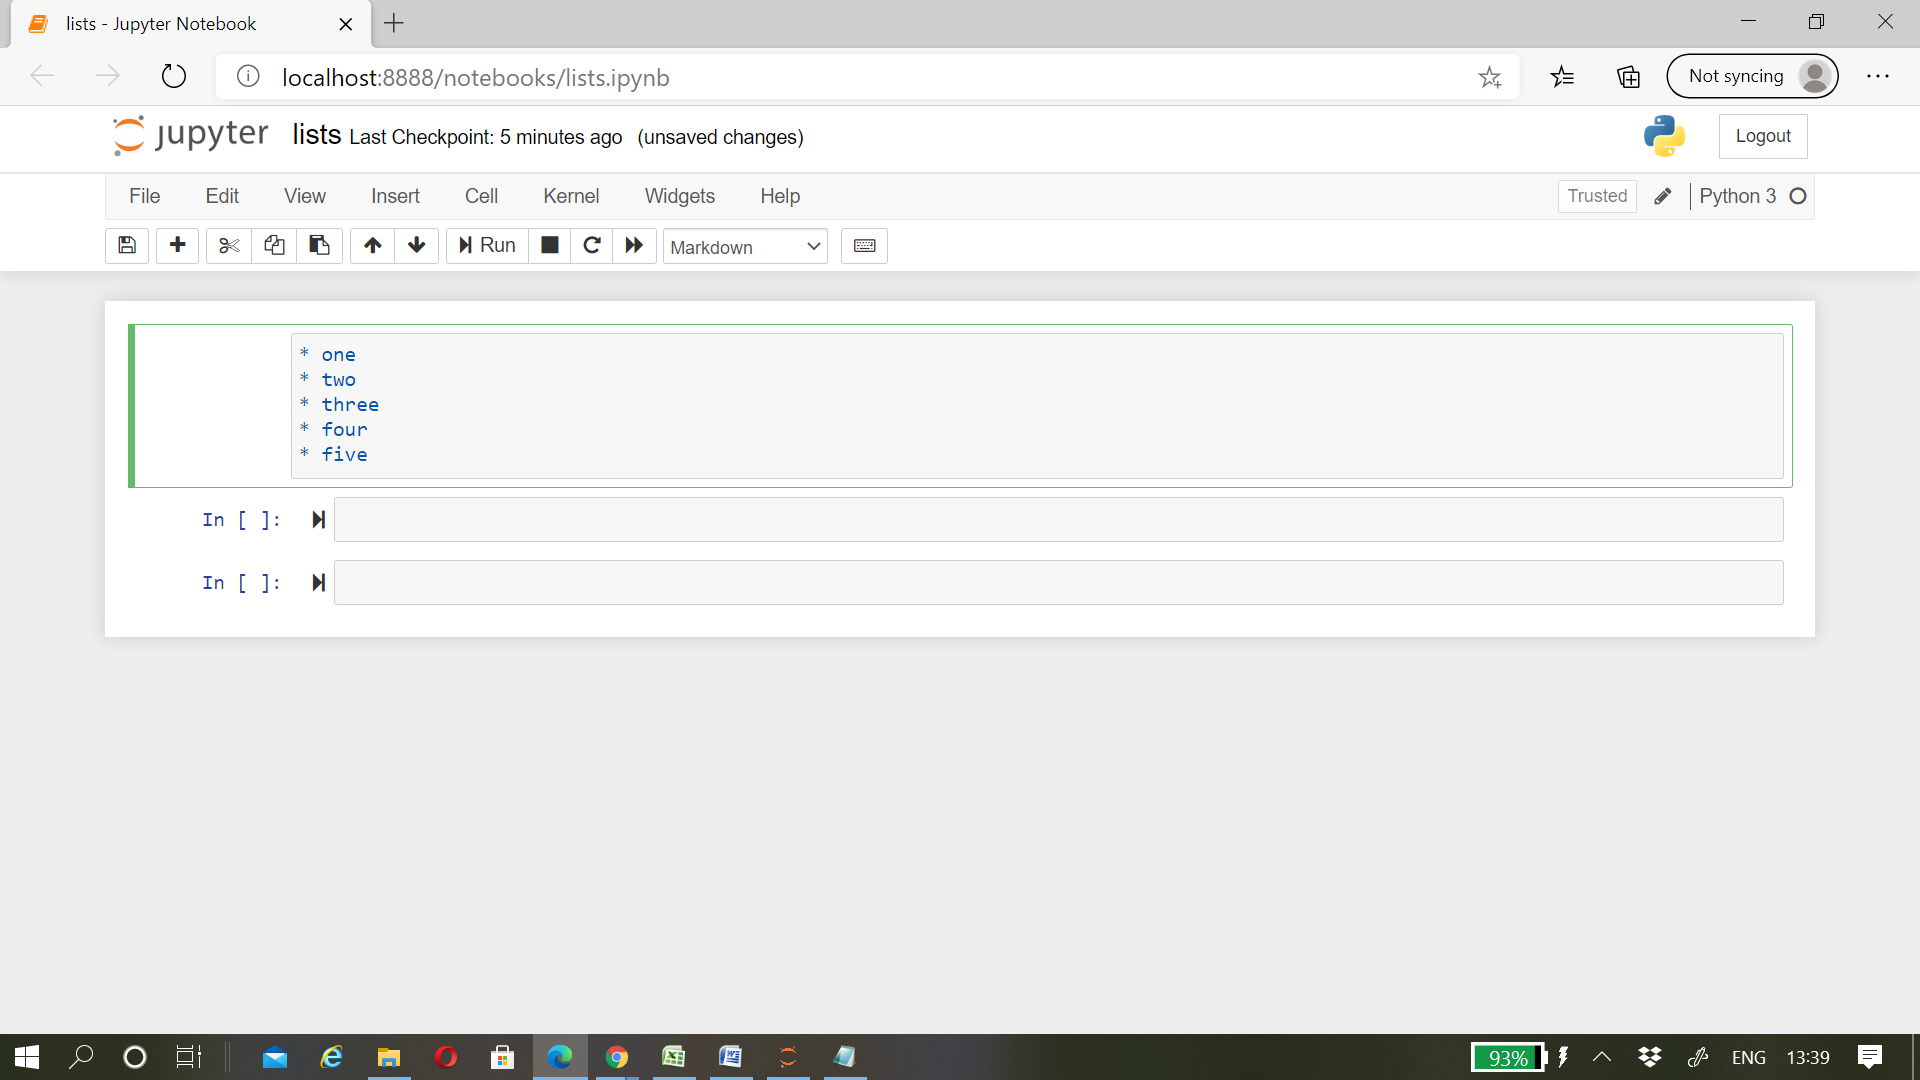 lists - Jupyter Notebook
localhost:8888/notebooks/lists.ipynb
Not syncing
jupyter lists Last Checkpoint: 5 minutes ago (unsaved changes)
Logout
File Edit View Insert Cell Kernel Widgets Help
Trusted Python 3
Run Markdown
* one
* two
* three
* four
* five
In [ ]:
In [ ]:
93% ENG 13:39